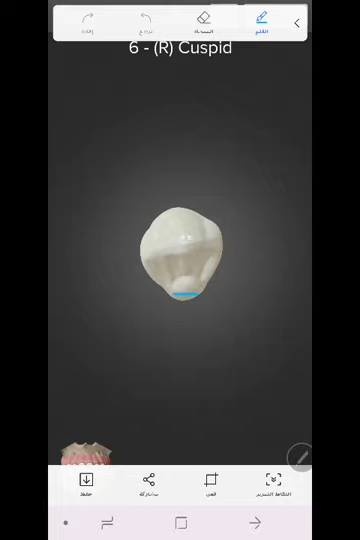 إعادة
تراجع
الممحاة
القلم
6 - (R) Cuspid
حفظ
مشاركة
قص
التقاط التمرير